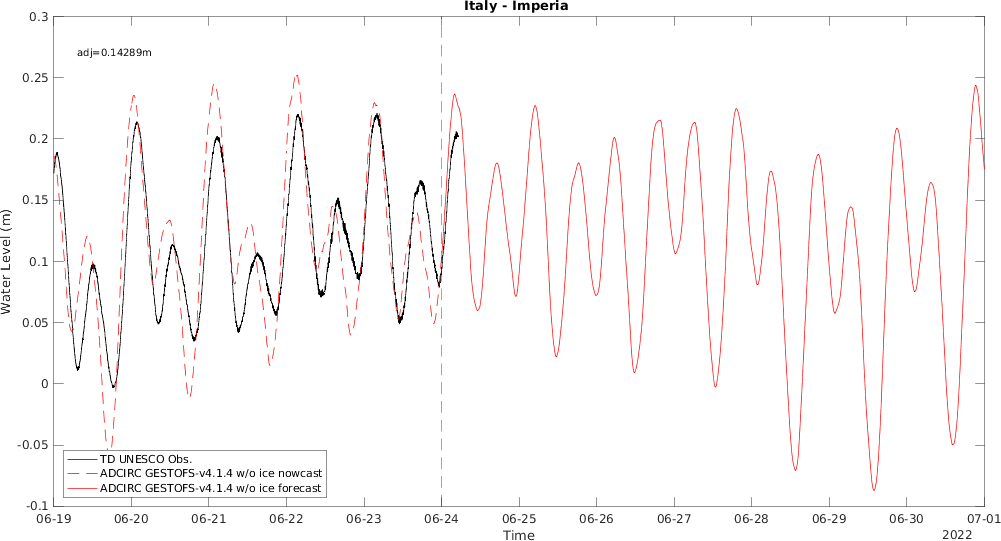 Italy - Imperia
adj=0.14289m
Water Level (m)
0.3
0.25
0.2
0.15
0.1
0.05
0
-0.05
-0.1
TD UNESCO Obs.
ADCIRC GESTOFS-v4.1.4 w/o ice nowcast
ADCIRC GESTOFS-v4.1.4 w/o ice forecast
06-19 06-20 06-21 06-22 06-23 06-24 06-25 06-26 06-27 06-28 06-29 06-30 07-01
Time
2022